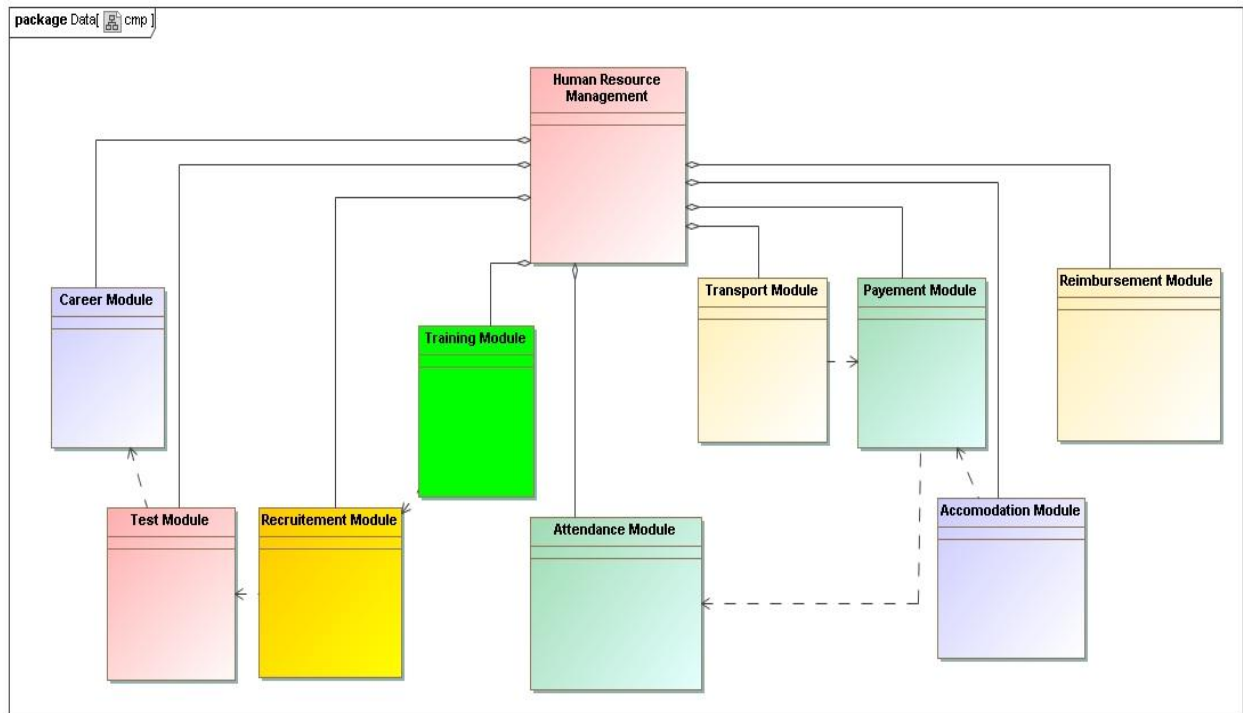 package Data[ cmp ]
Human Resource
Management
Career Module
Training Module
Transport Module
Payement Module
Reimbursement Module
Test Module
Recruitement Module
Attendance Module
Accomodation Module